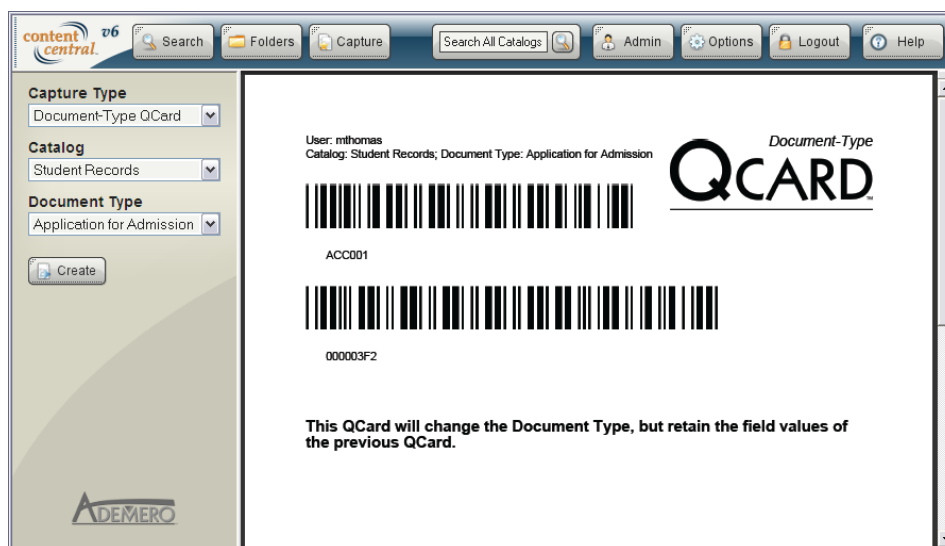 content central. v6
Search
Folders
Capture
Search All Catalogs
Admin
Options
Logout
Help
Capture Type
Document-Type QCard
Catalog
Student Records
Document Type
Application for Admission
Create
ADEMERO
User: mthomas
Catalog: Student Records; Document Type: Application for Admission
Document-Type
QCARD™
ACC001
000003F2
This QCard will change the Document Type, but retain the field values of
the previous QCard.